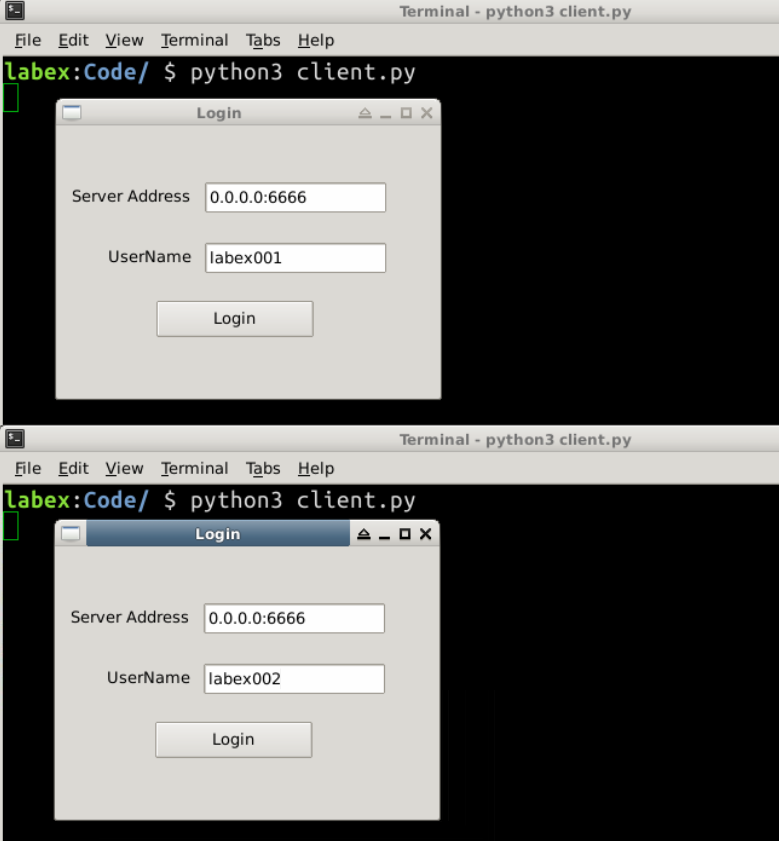 Terminal - python3 client.py
File Edit View Terminal Tabs Help
labex:Code/ $ python3 client.py
Login
Server Address 0.0.0.0:6666
UserName labex001
Login
Terminal - python3 client.py
File Edit View Terminal Tabs Help
labex:Code/ $ python3 client.py
Login
Server Address 0.0.0.0:6666
UserName labex002
Login